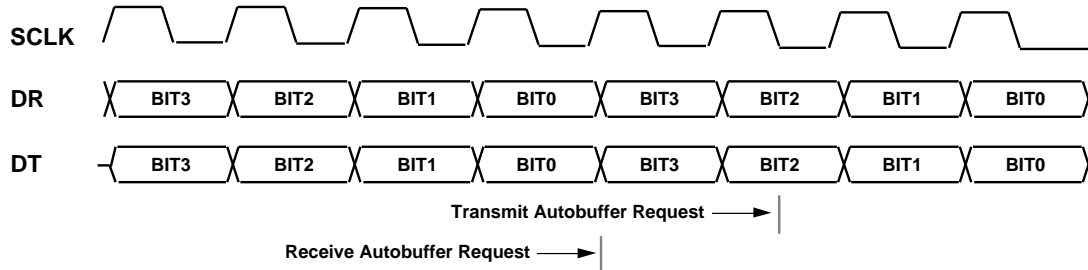 SCLK
DR BIT3 BIT2 BIT1 BIT0 BIT3 BIT2 BIT1 BIT0
DT BIT3 BIT2 BIT1 BIT0 BIT3 BIT2 BIT1 BIT0
Transmit Autobuffer Request
Receive Autobuffer Request